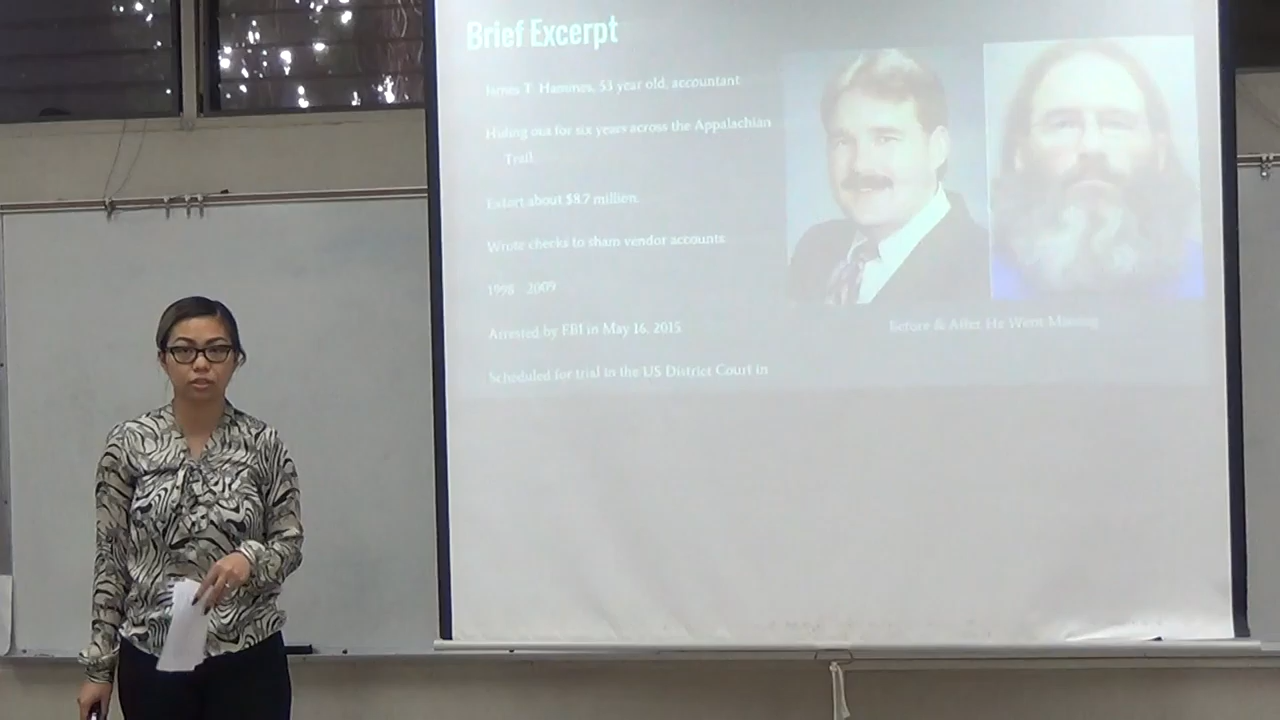 Brief Excerpt
James T. Hammes, 53 year old, accountant
Hiding out for six years across the Appalachian
Trail.
Extort about $8.7 million.
Wrote checks to sham vendor accounts
1998 - 2009
Arrested by FBI in May 16, 2015.
Scheduled for trial in the US District Court in
Before & After He Went Missing